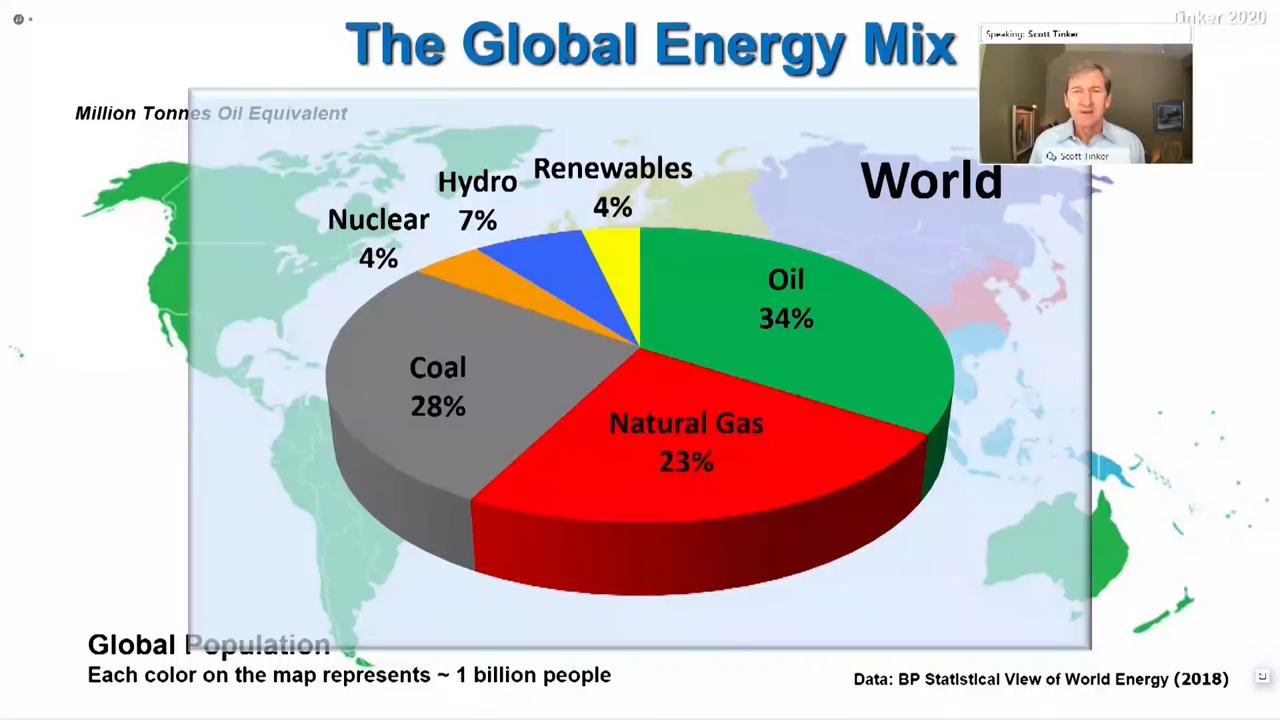 Tinker 2020
The Global Energy Mix
Speaking: Scott Tinker
Scott Tinker
Million Tonnes Oil Equivalent
World
Renewables
4%
Hydro
7%
Nuclear
4%
Oil
34%
Coal
28%
Natural Gas
23%
Global Population
Each color on the map represents ~ 1 billion people
Data: BP Statistical View of World Energy (2018)